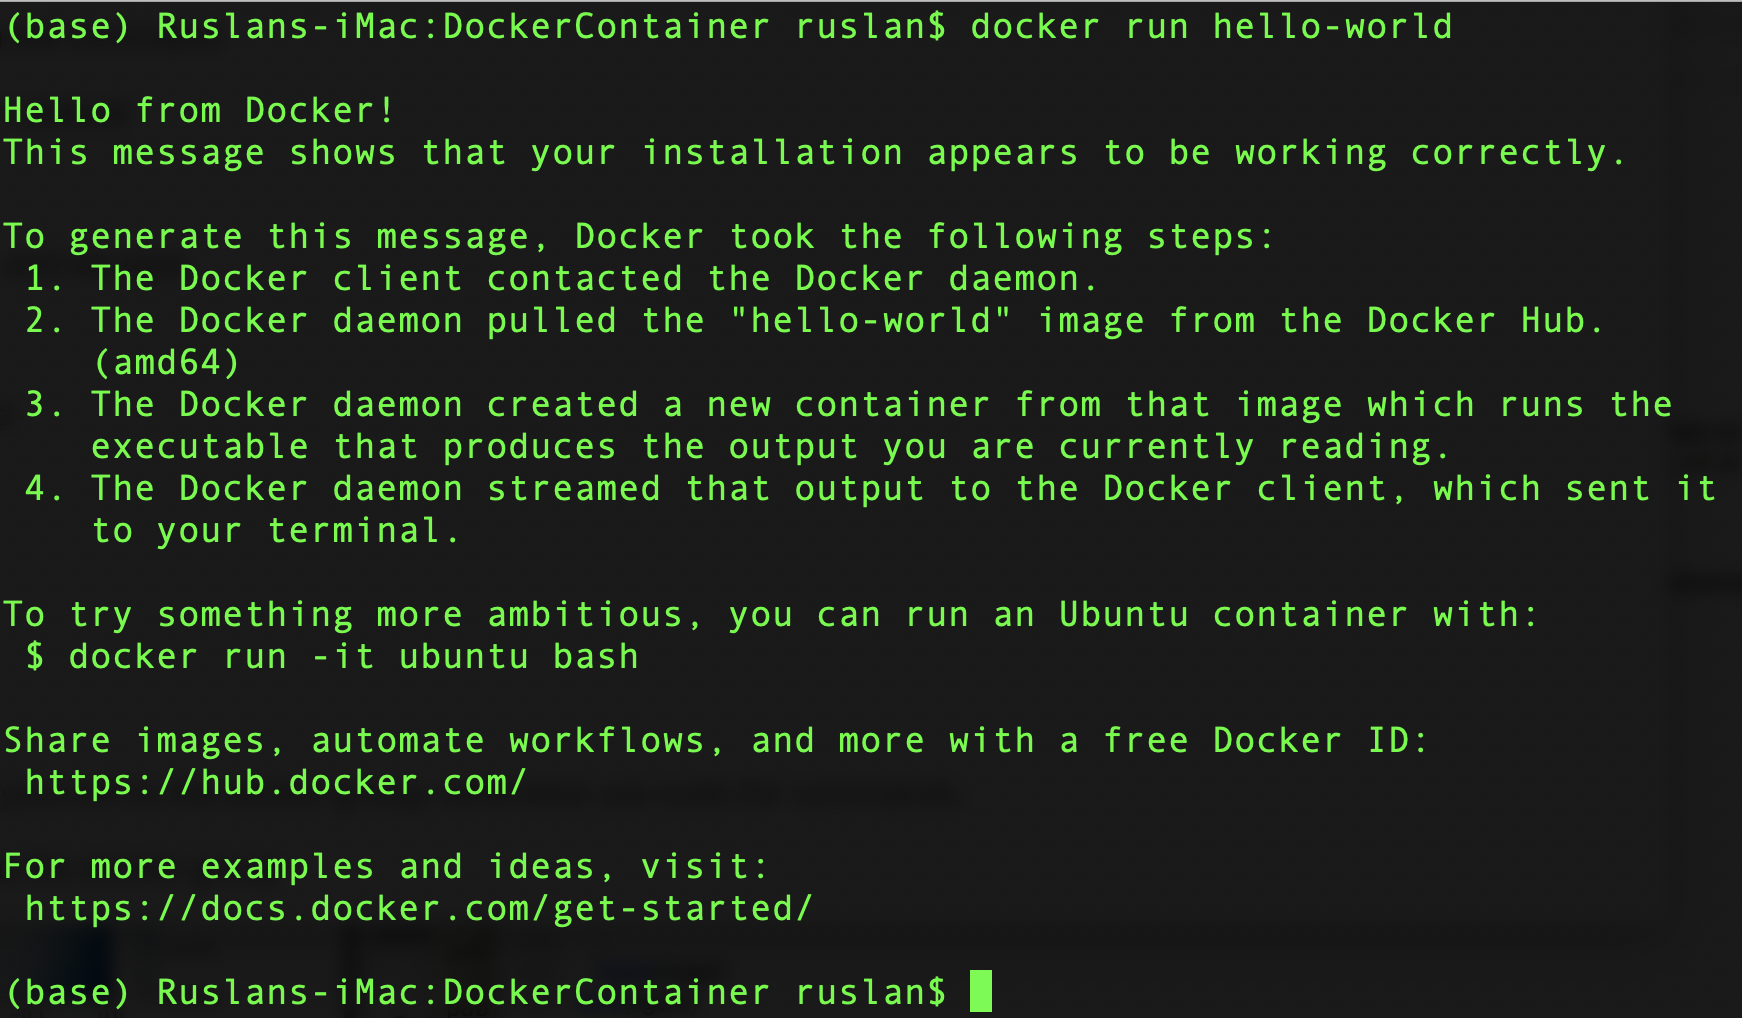 (base) Ruslans-iMac:DockerContainer ruslan$ docker run hello-world
Hello from Docker!
This message shows that your installation appears to be working correctly.
To generate this message, Docker took the following steps:
1. The Docker client contacted the Docker daemon.
2. The Docker daemon pulled the "hello-world" image from the Docker Hub.
(amd64)
3. The Docker daemon created a new container from that image which runs the
executable that produces the output you are currently reading.
4. The Docker daemon streamed that output to the Docker client, which sent it
to your terminal.
To try something more ambitious, you can run an Ubuntu container with:
$ docker run -it ubuntu bash
Share images, automate workflows, and more with a free Docker ID:
https://hub.docker.com/
For more examples and ideas, visit:
https://docs.docker.com/get-started/
(base) Ruslans-iMac:DockerContainer ruslan$